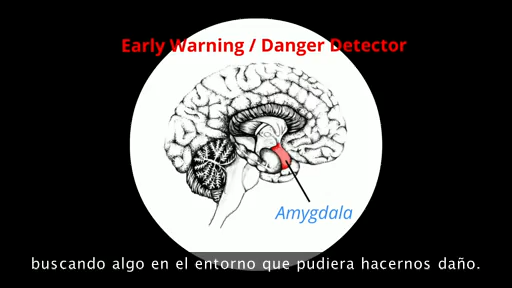 Early Warning / Danger Detector
Amygdala
buscando algo en el entorno que pudiera hacernos daño.